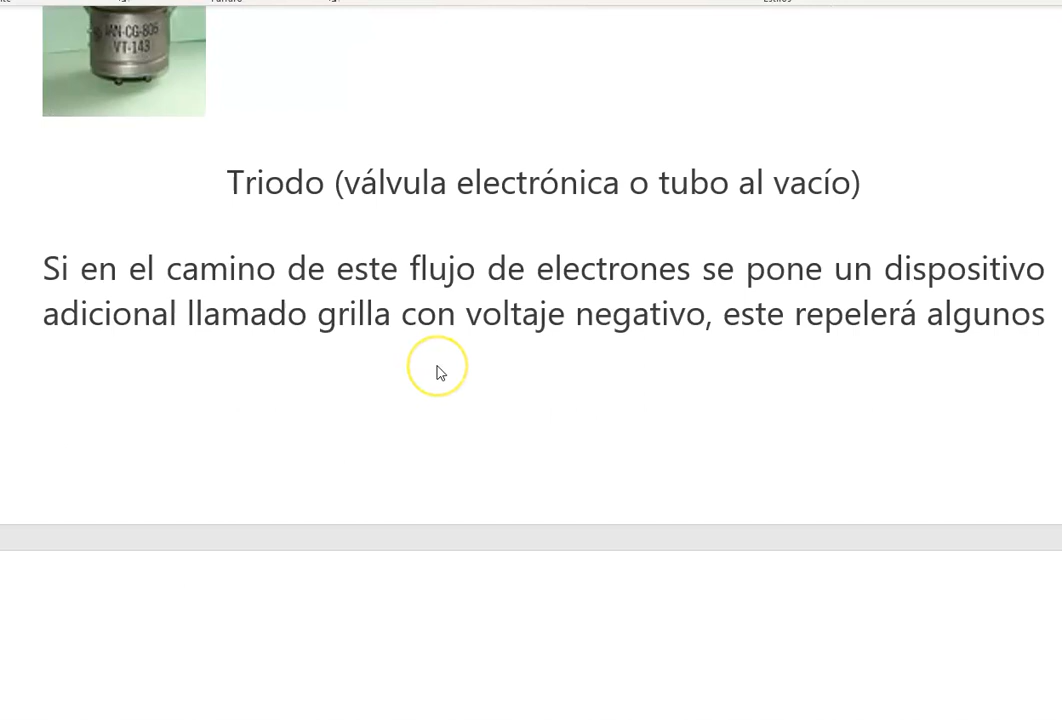 JAN-CG-805
VT-143
Triodo (válvula electrónica o tubo al vacío)
Si en el camino de este flujo de electrones se pone un dispositivo
adicional llamado grilla con voltaje negativo, este repelerá algunos